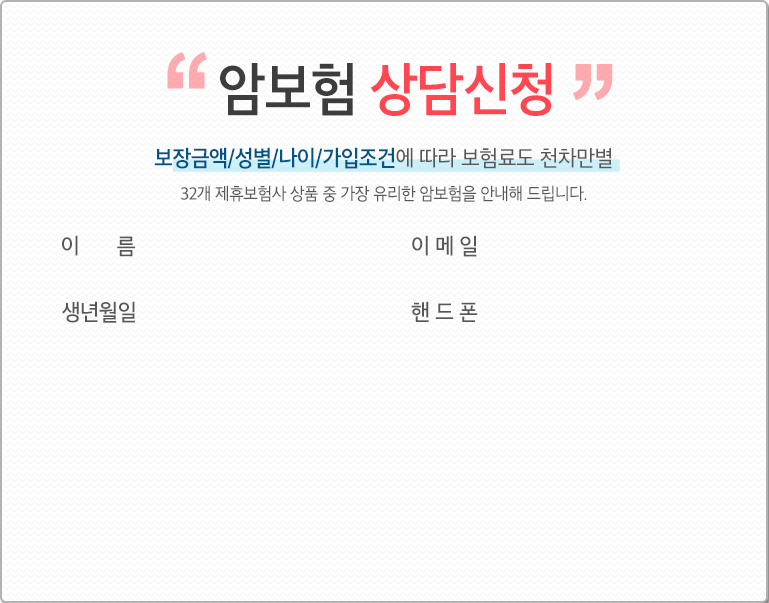 “ 암보험 상담신청 ”
보장금액/성별/나이/가입조건에 따라 보험료도 천차만별
32개 제휴보험사 상품 중 가장 유리한 암보험을 안내해 드립니다.
이 름 이 메 일
생년월일 핸 드 폰